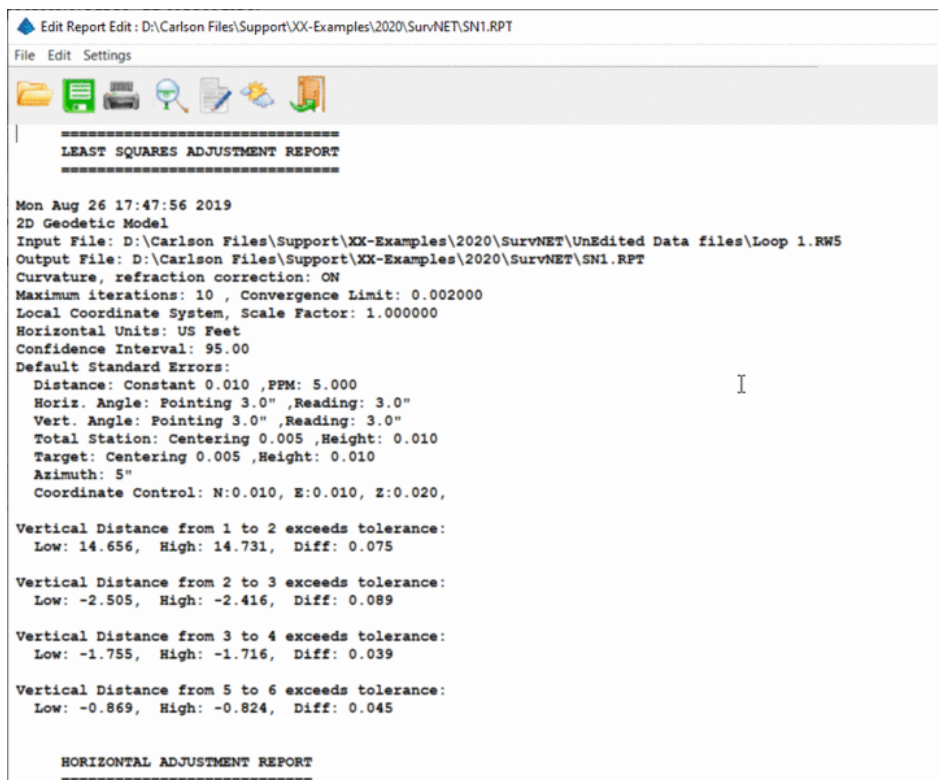 Edit Report Edit : D:\Carlson Files\Support\XX-Examples\2020\SurvNET\SN1.RPT
File Edit Settings
===============================
LEAST SQUARES ADJUSTMENT REPORT
===============================
Mon Aug 26 17:47:56 2019
2D Geodetic Model
Input File: D:\Carlson Files\Support\XX-Examples\2020\SurvNET\UnEdited Data files\Loop 1.RW5
Output File: D:\Carlson Files\Support\XX-Examples\2020\SurvNET\SN1.RPT
Curvature, refraction correction: ON
Maximum iterations: 10 , Convergence Limit: 0.002000
Local Coordinate System, Scale Factor: 1.000000
Horizontal Units: US Feet
Confidence Interval: 95.00
Default Standard Errors:
Distance: Constant 0.010 ,PPM: 5.000
Horiz. Angle: Pointing 3.0" ,Reading: 3.0"
Vert. Angle: Pointing 3.0" ,Reading: 3.0"
Total Station: Centering 0.005 ,Height: 0.010
Target: Centering 0.005 ,Height: 0.010
Azimuth: 5"
Coordinate Control: N:0.010, E:0.010, Z:0.020,
Vertical Distance from 1 to 2 exceeds tolerance:
Low: 14.656, High: 14.731, Diff: 0.075
Vertical Distance from 2 to 3 exceeds tolerance:
Low: -2.505, High: -2.416, Diff: 0.089
Vertical Distance from 3 to 4 exceeds tolerance:
Low: -1.755, High: -1.716, Diff: 0.039
Vertical Distance from 5 to 6 exceeds tolerance:
Low: -0.869, High: -0.824, Diff: 0.045
HORIZONTAL ADJUSTMENT REPORT
============================